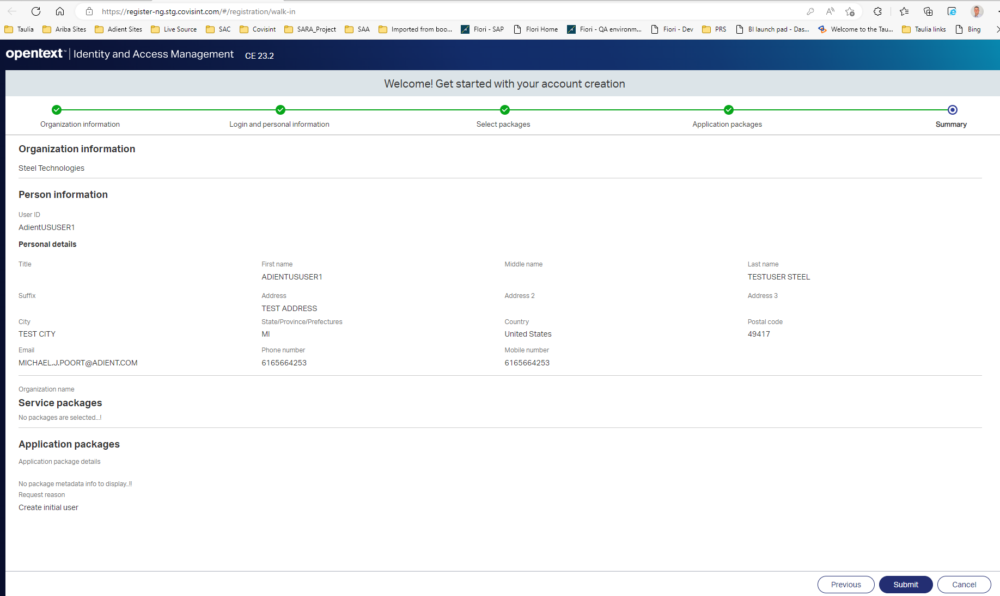 https://register-ng.stg.covisint.com/#/registration/walk-in
Taulia Ariba Sites Adient Sites Live Source SAC Covisint SARA_Project SAA Imported from boo... Flori - SAP Flori Home Fiori - QA environm... Fiori - Dev PRS BI launch pad - Das... Welcome to the Tau... Taulia links Bing
opentext™ | Identity and Access Management CE 23.2
Welcome! Get started with your account creation
Organization information Login and personal information Select packages Application packages Summary
Organization information
Steel Technologies
Person information
User ID
AdientUSUSER1
Personal details
Title First name Middle name Last name
ADIENTUSUSER1 TESTUSER STEEL
Suffix Address Address 2 Address 3
TEST ADDRESS
City State/Province/Prefectures Country Postal code
TEST CITY MI United States 49417
Email Phone number Mobile number
MICHAEL.J.POORT@ADIENT.COM 6165664253 6165664253
Organization name
Service packages
No packages are selected...!
Application packages
Application package details
No package metadata info to display..!!
Request reason
Create initial user
Previous Submit Cancel